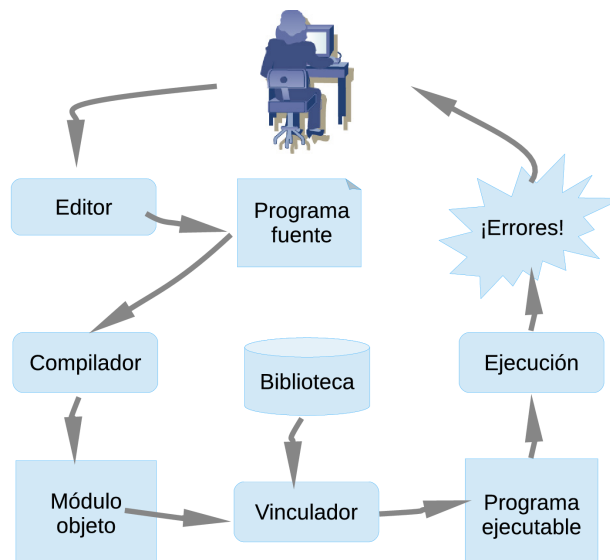 Editor
Programa
fuente
¡Errores!
Compilador
Biblioteca
Ejecución
Módulo
objeto
Vinculador
Programa
ejecutable